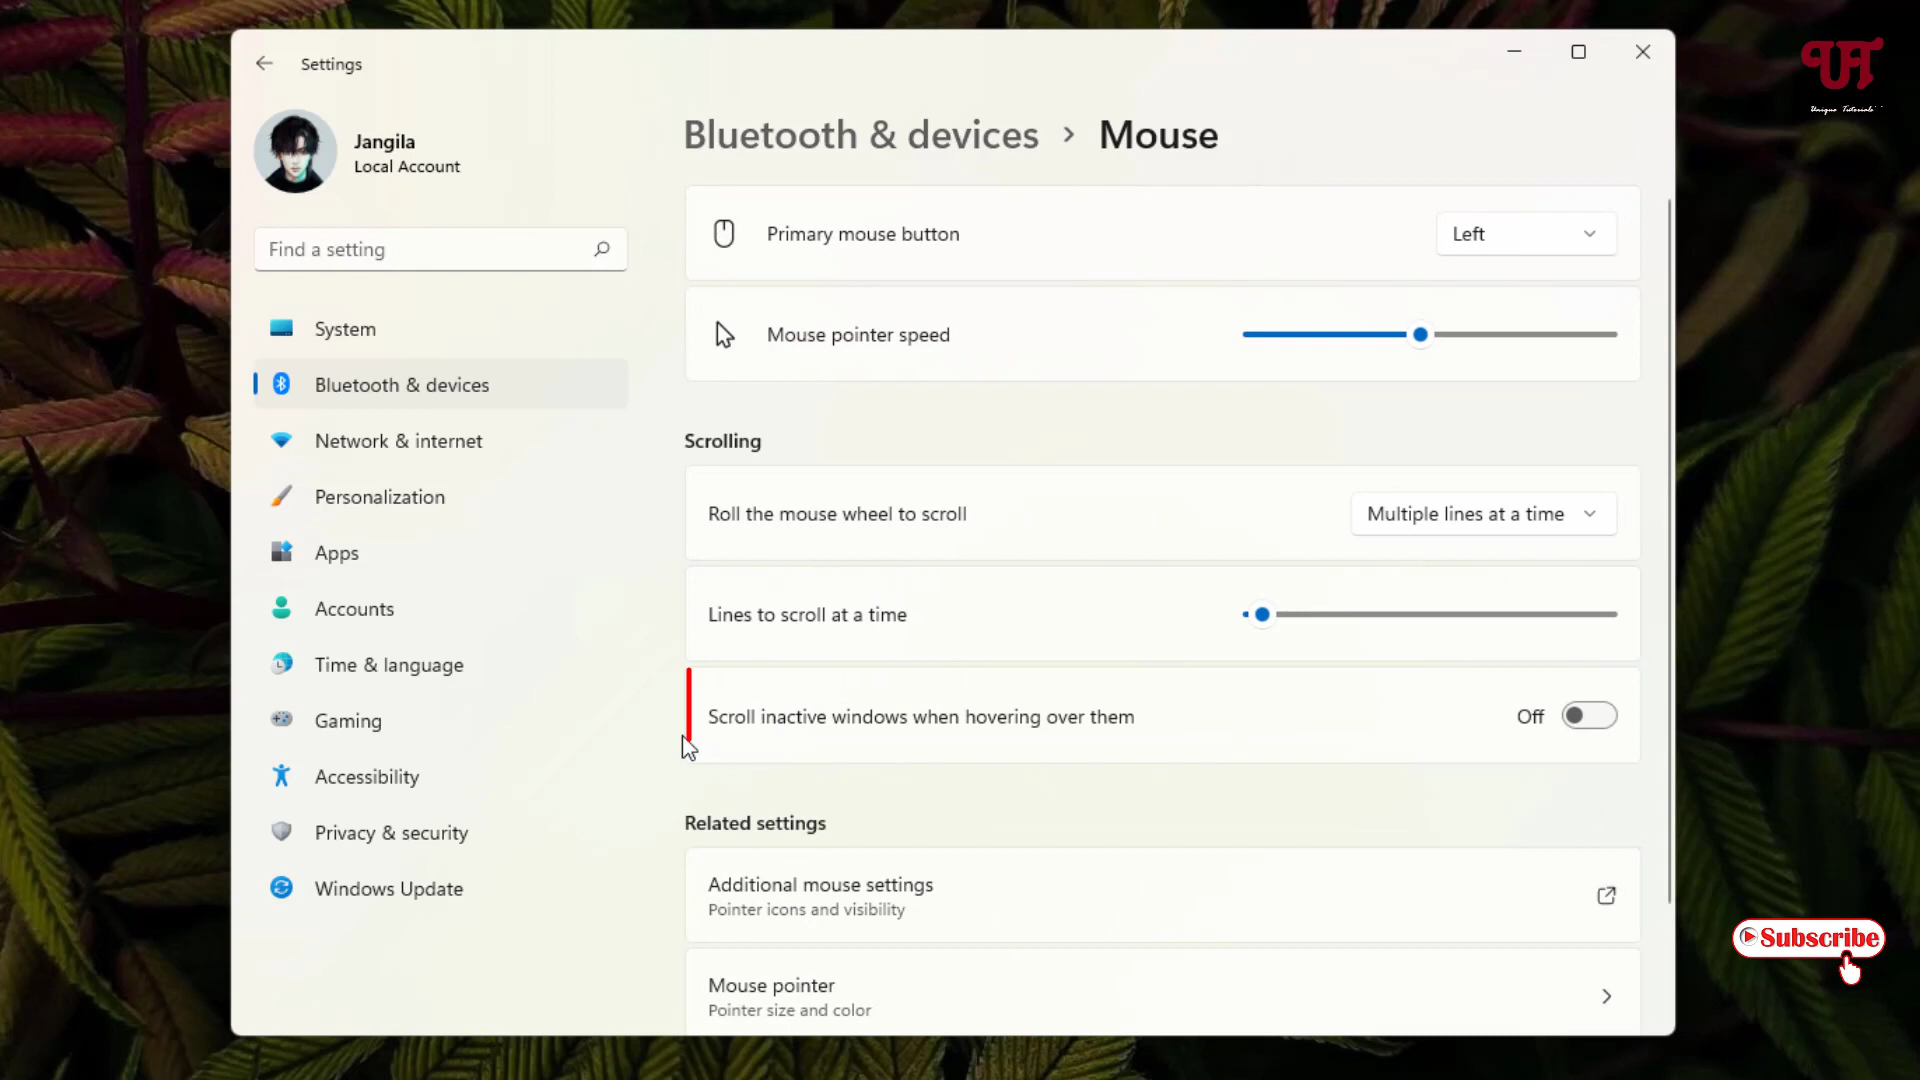 Settings
Jangila
Local Account
Find a setting
System
Bluetooth & devices
Network & internet
Personalization
Apps
Accounts
Time & language
Gaming
Accessibility
Privacy & security
Windows Update
Bluetooth & devices > Mouse
Primary mouse button
Left
Mouse pointer speed
Scrolling
Roll the mouse wheel to scroll
Multiple lines at a time
Lines to scroll at a time
Scroll inactive windows when hovering over them
Off
Related settings
Additional mouse settings
Pointer icons and visibility
Mouse pointer
Pointer size and color
UT
Unique Tutorials
Subscribe